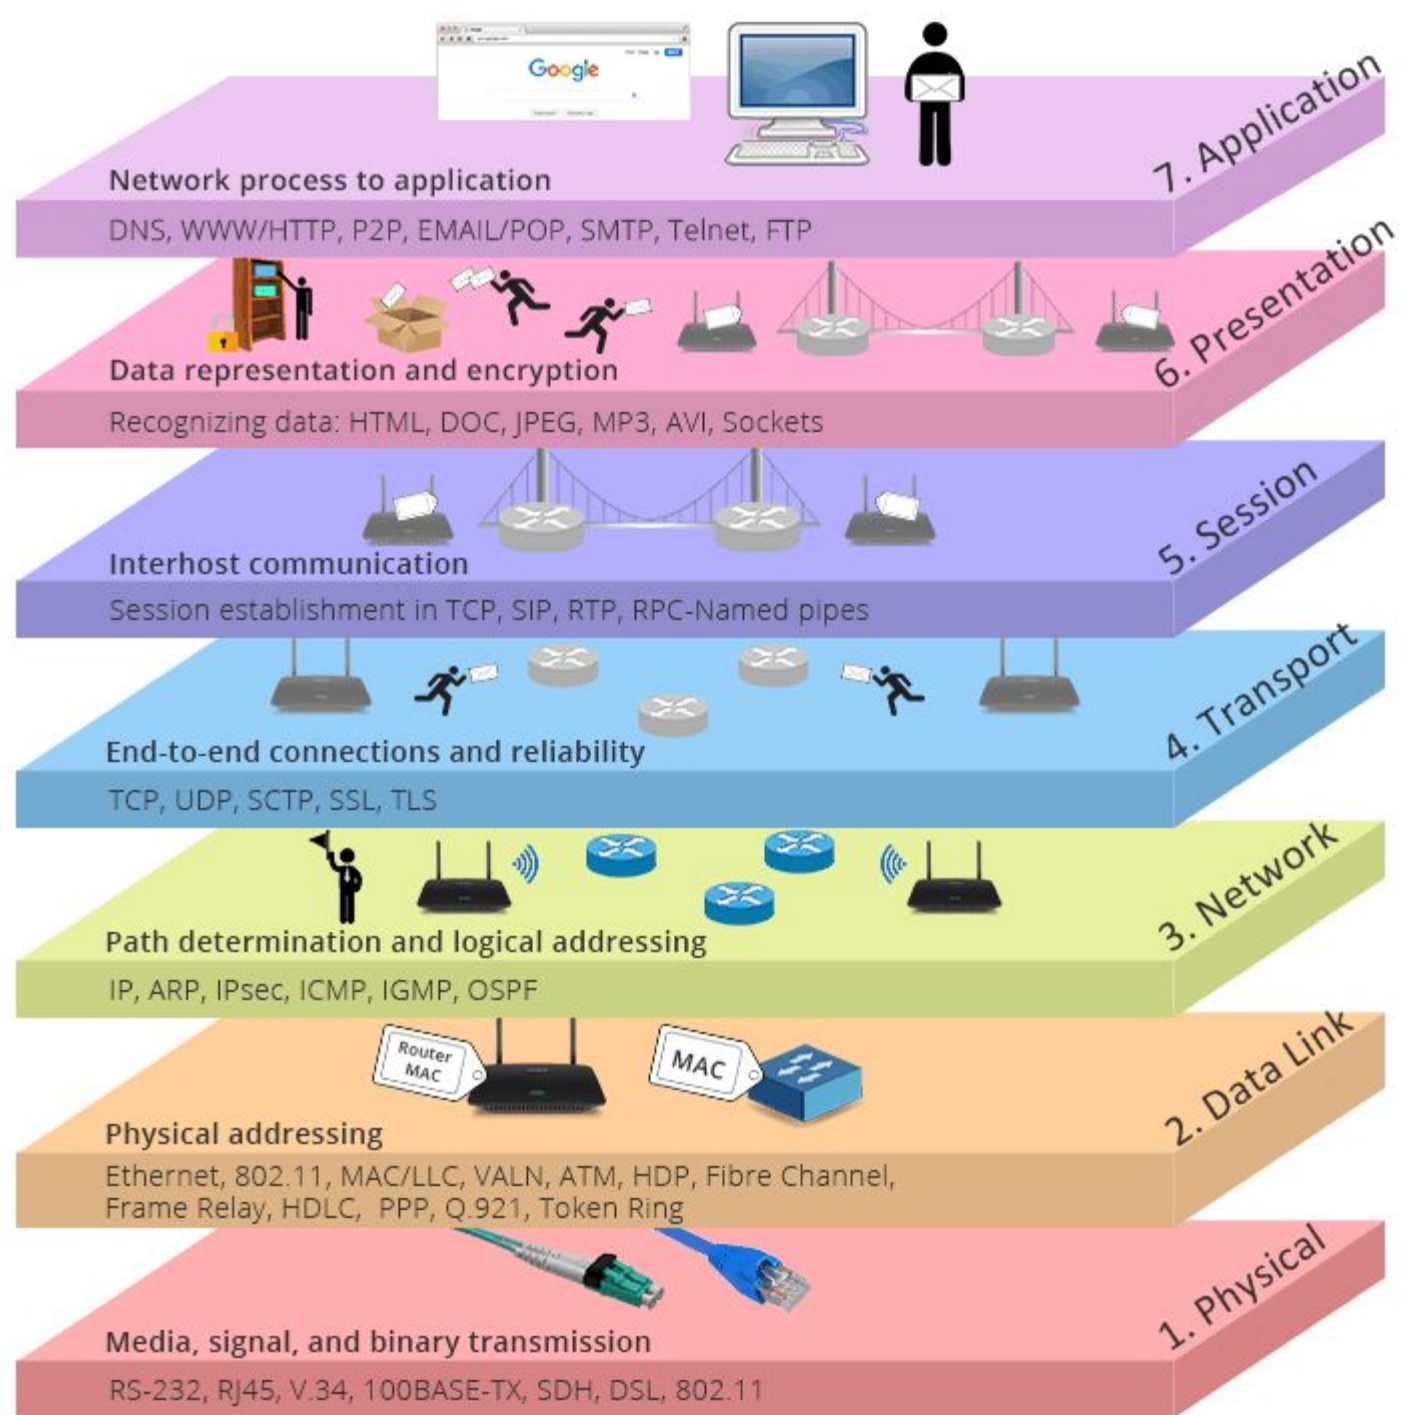 Google
7. Application
Network process to application
DNS, WWW/HTTP, P2P, EMAIL/POP, SMTP, Telnet, FTP
6. Presentation
Data representation and encryption
Recognizing data: HTML, DOC, JPEG, MP3, AVI, Sockets
5. Session
Interhost communication
Session establishment in TCP, SIP, RTP, RPC-Named pipes
4. Transport
End-to-end connections and reliability
TCP, UDP, SCTP, SSL, TLS
3. Network
Path determination and logical addressing
IP, ARP, IPsec, ICMP, IGMP, OSPF
2. Data Link
Router
MAC
MAC
Physical addressing
Ethernet, 802.11, MAC/LLC, VALN, ATM, HDP, Fibre Channel,
Frame Relay, HDLC, PPP, Q.921, Token Ring
1. Physical
Media, signal, and binary transmission
RS-232, RJ45, V.34, 100BASE-TX, SDH, DSL, 802.11